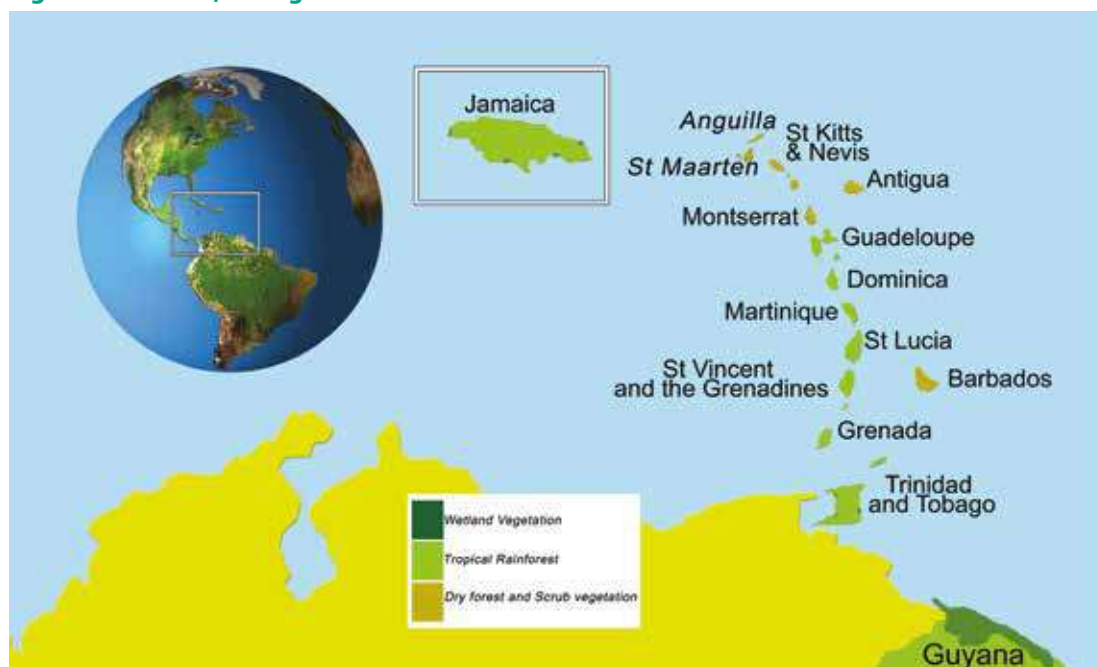 Jamaica
Anguilla
St Kitts
& Nevis
St Maarten
Antigua
Montserrat
Guadeloupe
Dominica
Martinique
St Lucia
St Vincent
and the Grenadines
Barbados
Grenada
Trinidad
and Tobago
Wetland Vegetation
Tropical Rainforest
Dry forest and Scrub vegetation
Guyana